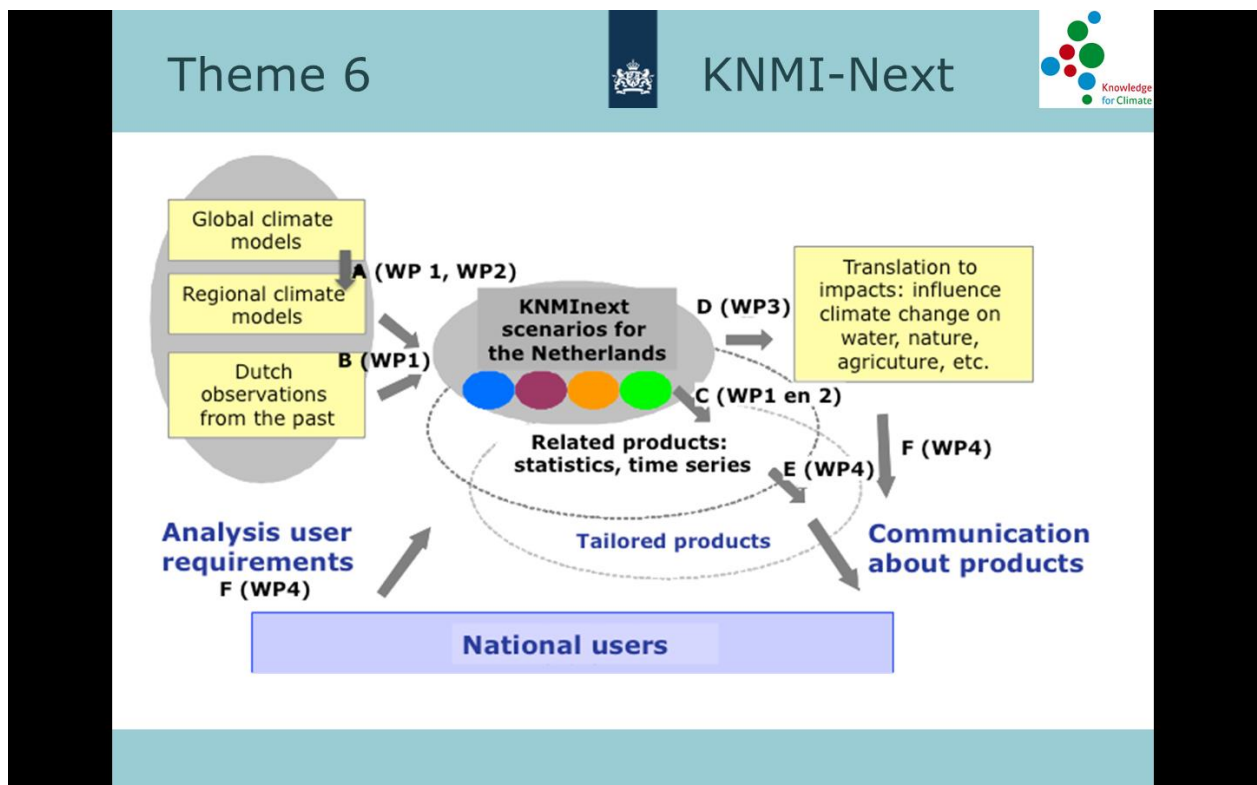 Theme 6
KNMI-Next
Knowledge
for Climate
Global climate
models
A (WP 1, WP2)
Regional climate
models
B (WP1)
Dutch
observations
from the past
KNMInext
scenarios for
the Netherlands
D (WP3)
Translation to
impacts: influence
climate change on
water, nature,
agricuture, etc.
C (WP1 en 2)
Related products:
statistics, time series
E (WP4)
F (WP4)
Analysis user
requirements
F (WP4)
Tailored products
Communication
about products
National users